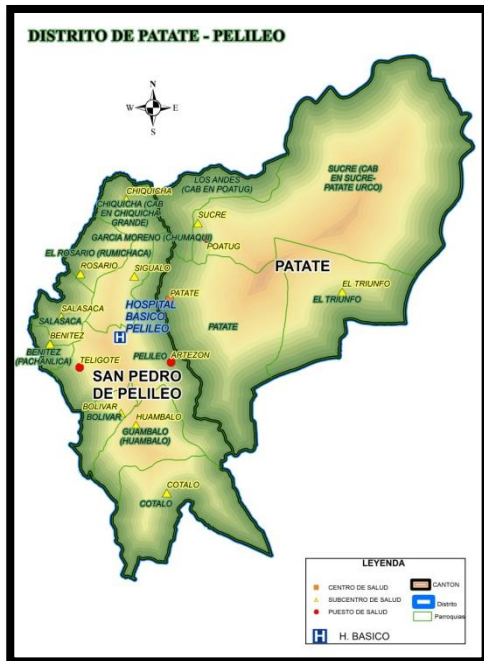 DISTRITO DE PATATE - PELILEO
N
W E
S
LOS ANDES
(CAB EN POATUG)
SUCRE (CAB
EN SUCRE-
PATATE URCO)
CHIQUICHA
CHIQUICHA (CAB
EN CHIQUICHA
GRANDE)
SUCRE
GARCIA MORENO (CHUMAQUI)
POATUG
EL ROSARIO (RUMICHACA)
ROSARIO
SIGUALO
PATATE
EL TRIUNFO
EL TRIUNFO
PATATE
HOSPITAL
BASICO
PELILEO
H
SALASACA
SALASACA
PATATE
BENITEZ
BENITEZ
(PACHANLICA)
TELIGOTE
PELILEO
ARTEZON
SAN PEDRO
DE PELILEO
BOLIVAR
BOLIVAR
HUAMBALO
GUAMBALO
(HUAMBALO)
COTALO
COTALO
LEYENDA
CENTRO DE SALUD
CANTON
SUBCENTRO DE SALUD
Distrito
PUESTO DE SALUD
Parroquias
H H. BASICO